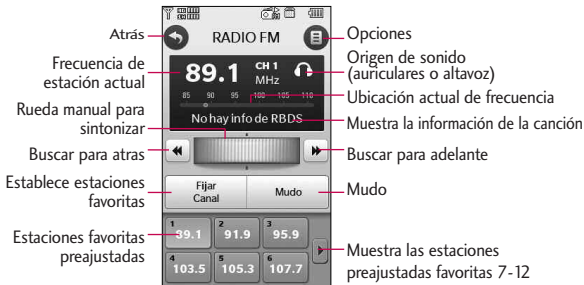 Atrás
RADIO FM
Opciones
Frecuencia de
estación actual
89.1
CH 1
MHz
Origen de sonido
(auriculares o altavoz)
85 90 95 100 105 110
Ubicación actual de frecuencia
No hay info de RBDS
Muestra la información de la canción
Rueda manual para
sintonizar
Buscar para atras
Buscar para adelante
Establece estaciones
favoritas
Fijar
Canal
Mudo
Mudo
Estaciones favoritas
preajustadas
1 89.1
2 91.9
3 95.9
4 103.5
5 105.3
6 107.7
Muestra las estaciones
preajustadas favoritas 7-12